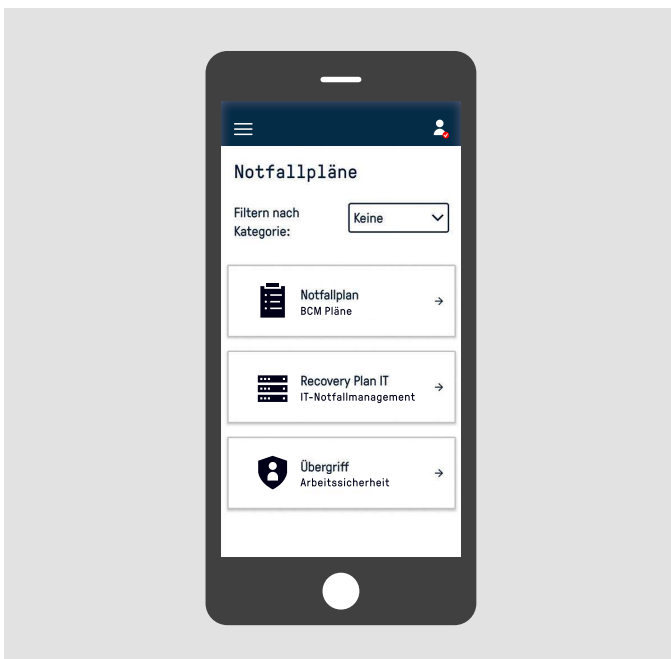 Notfallpläne
Filtern nach
Kategorie:
Keine
Notfallplan
BCM Pläne
Recovery Plan IT
IT-Notfallmanagement
Übergriff
Arbeitssicherheit